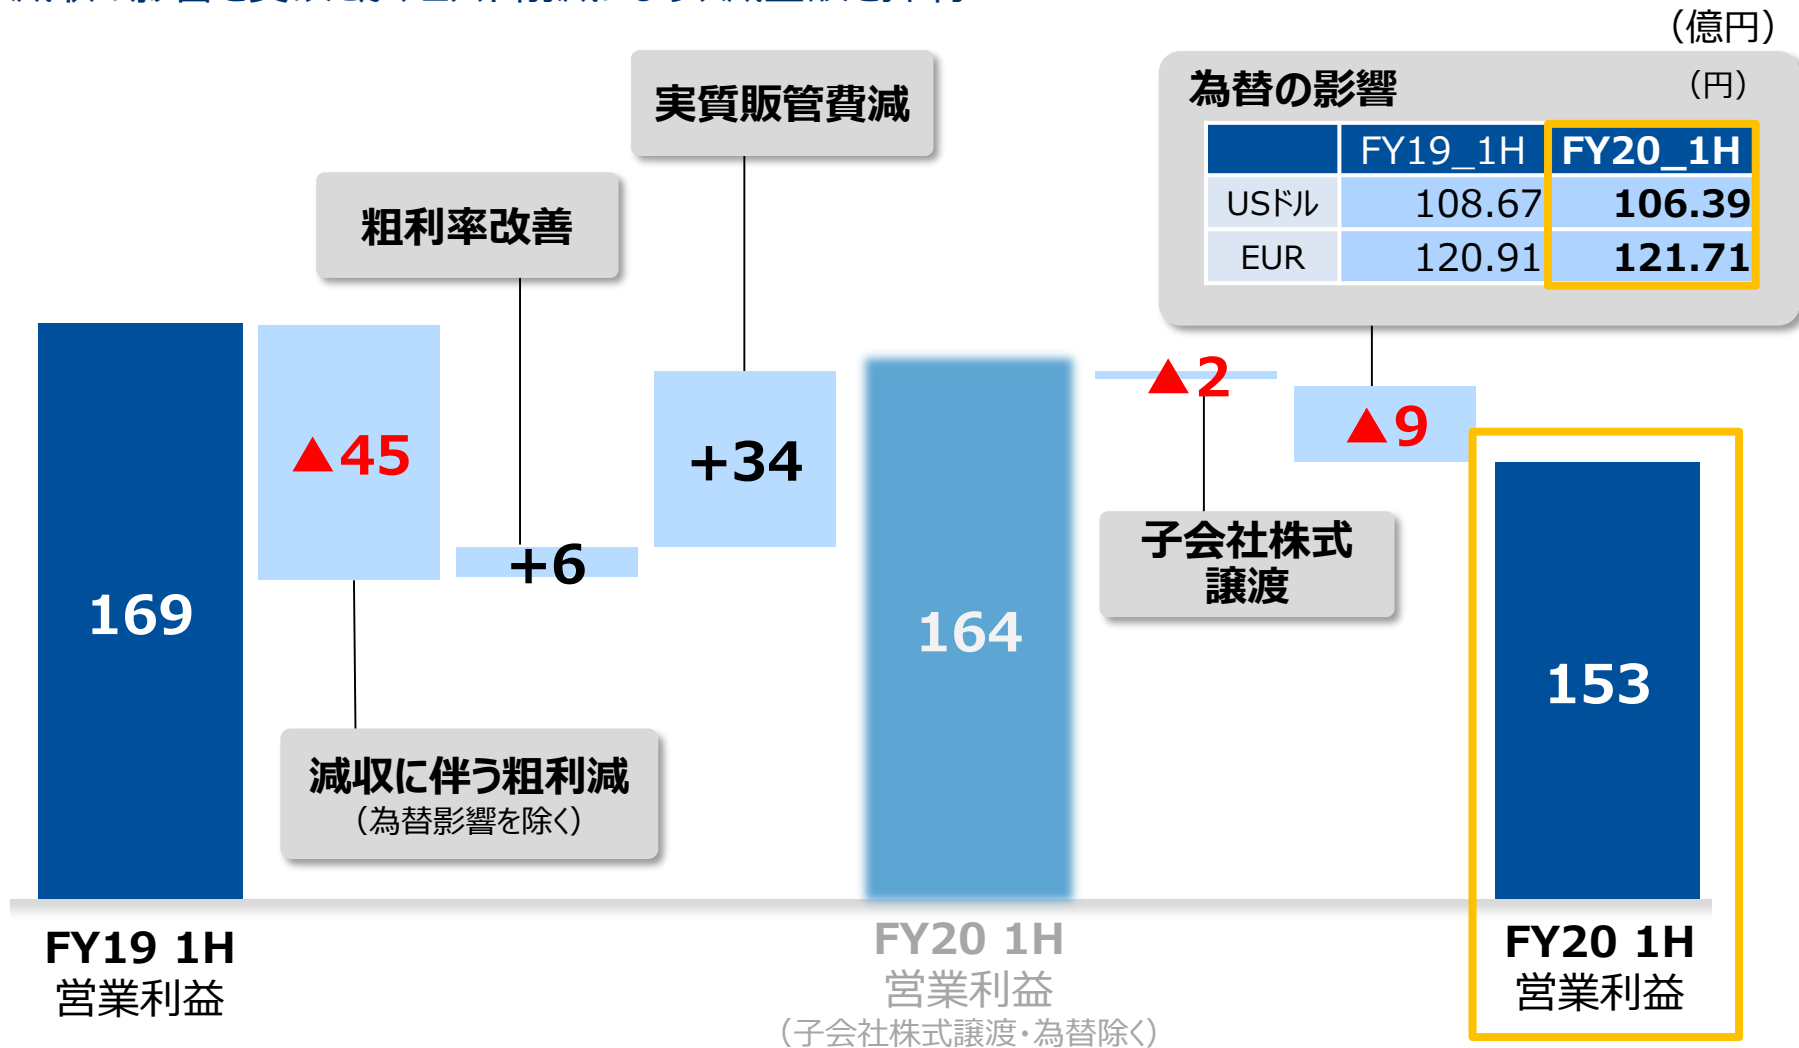 （億円）
為替の影響
（円）
FY19_1H FY20_1H
USドル 108.67 106.39
EUR 120.91 121.71
実質販管費減
粗利率改善
169
▲45
+6
+34
164
▲2
▲9
153
子会社株式
譲渡
減収に伴う粗利減
（為替影響を除く）
FY19 1H
営業利益
FY20 1H
営業利益
（子会社株式譲渡・為替除く）
FY20 1H
営業利益